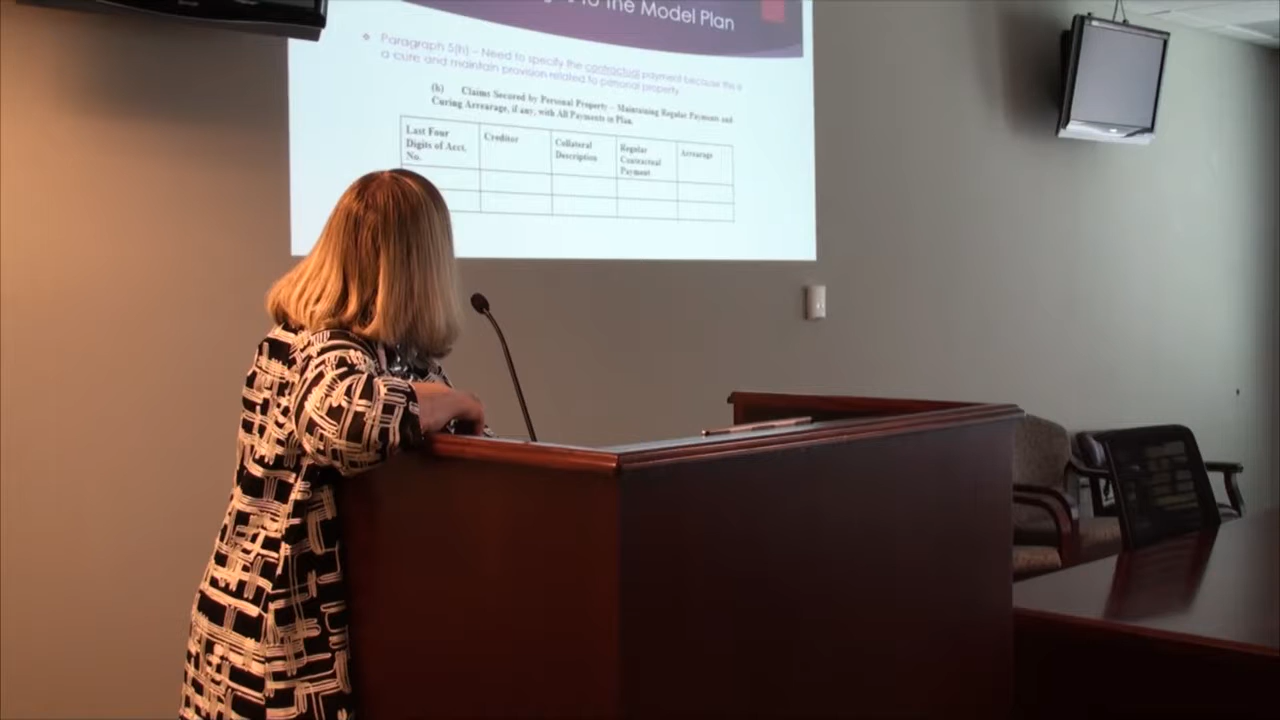 to the Model Plan
Paragraph 5(h) – Need to specify the contractual payment because this is
a cure and maintain provision related to personal property.
(h) Claims Secured by Personal Property – Maintaining Regular Payments and
Curing Arrearage, if any, with All Payments in Plan.
Last Four
Digits of Acct.
No.
Creditor
Collateral
Description
Regular
Contractual
Payment
Arrearage